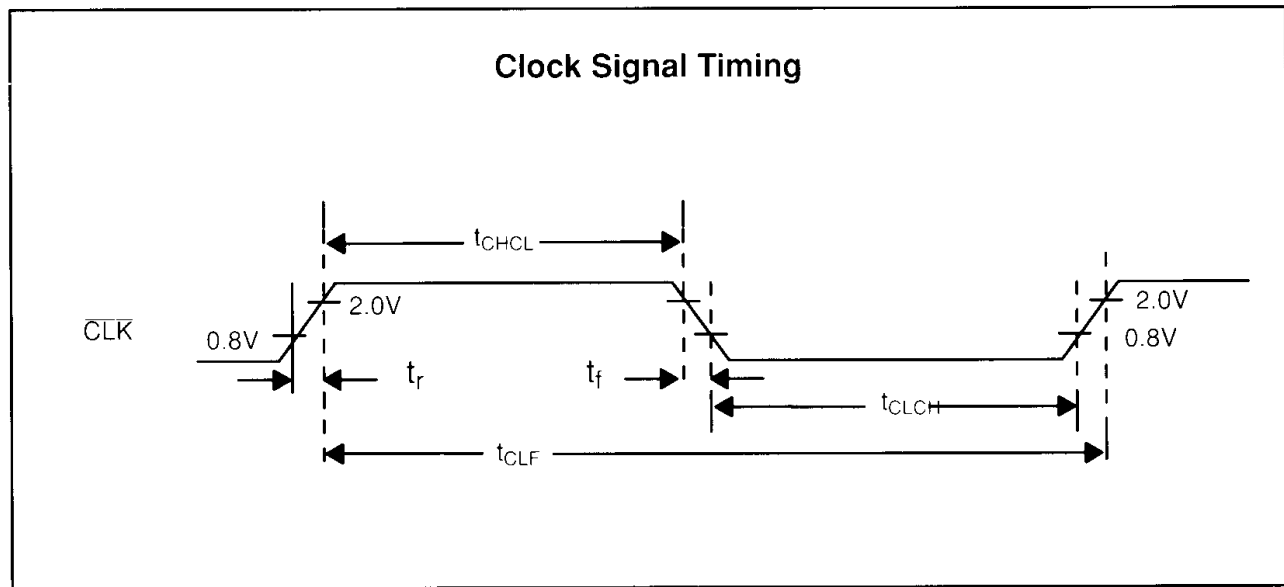 Clock Signal Timing
tCHCL
2.0V
2.0V
CLK
0.8V
0.8V
tr
tf
tCLCH
tCLF